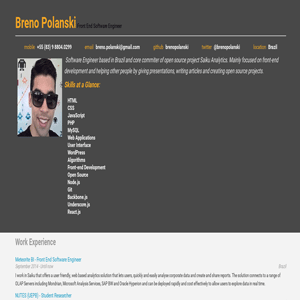 Breno Polanski Front End Software Engineer
mobile +55 (83) 9 8804.0299 email breno.polanski@gmail.com github brenopolanski twitter @brenopolanski location Brazil
Software Engineer based in Brazil and core commiter of open source project Saiku Analytics. Mainly focused on front-end
development and helping other people by giving presentations, writing articles and creating open source projects.
Skills at a Glance:
HTML
CSS
JavaScript
PHP
MySQL
Web Applications
User Interface
WordPress
Algorithms
Front-end Development
Open Source
Node.js
Git
Backbone.js
Underscore.js
React.js
Work Experience
Meteorite BI - Front End Software Engineer
September 2014 - Until now Brazil
I work in Saiku that offers a user friendly, web based analytics solution that lets users, quickly and easily analyse corporate data and create and share reports. The solution connects to a range of
OLAP Servers including Mondrian, Microsoft Analysis Services, SAP BW and Oracle Hyperion and can be deployed rapidly and cost effectively to allow users to explore data in real time.
NUTES (UEPB) - Student Researcher